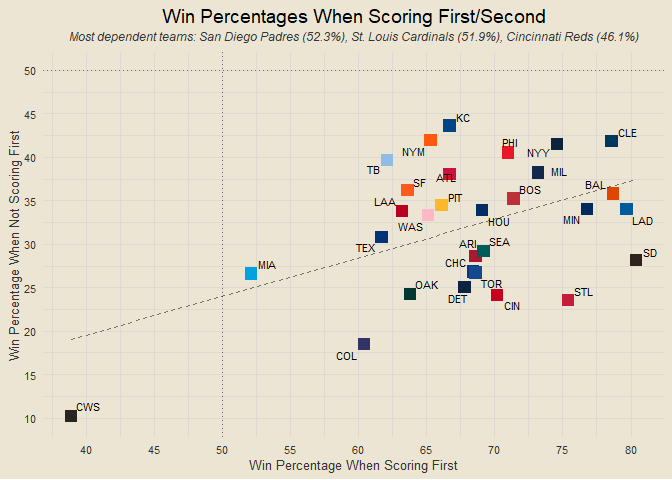 Win Percentages When Scoring First/Second
Most dependent teams: San Diego Padres (52.3%), St. Louis Cardinals (51.9%), Cincinnati Reds (46.1%)
50
45
KC
CLE
PHI
40
NYM
NYY
TB
ATL
MIL
SF
BOS
BAL
35
LAA
PIT
WAS
HOU
MIN
LAD
30
TEX
ARI
SEA
SD
MIA
CHC
25
OAK
TOR
DET
CIN
STL
20
COL
15
CWS
10
Win Percentage When Not Scoring First
40 45 50 55 60 65 70 75 80
Win Percentage When Scoring First